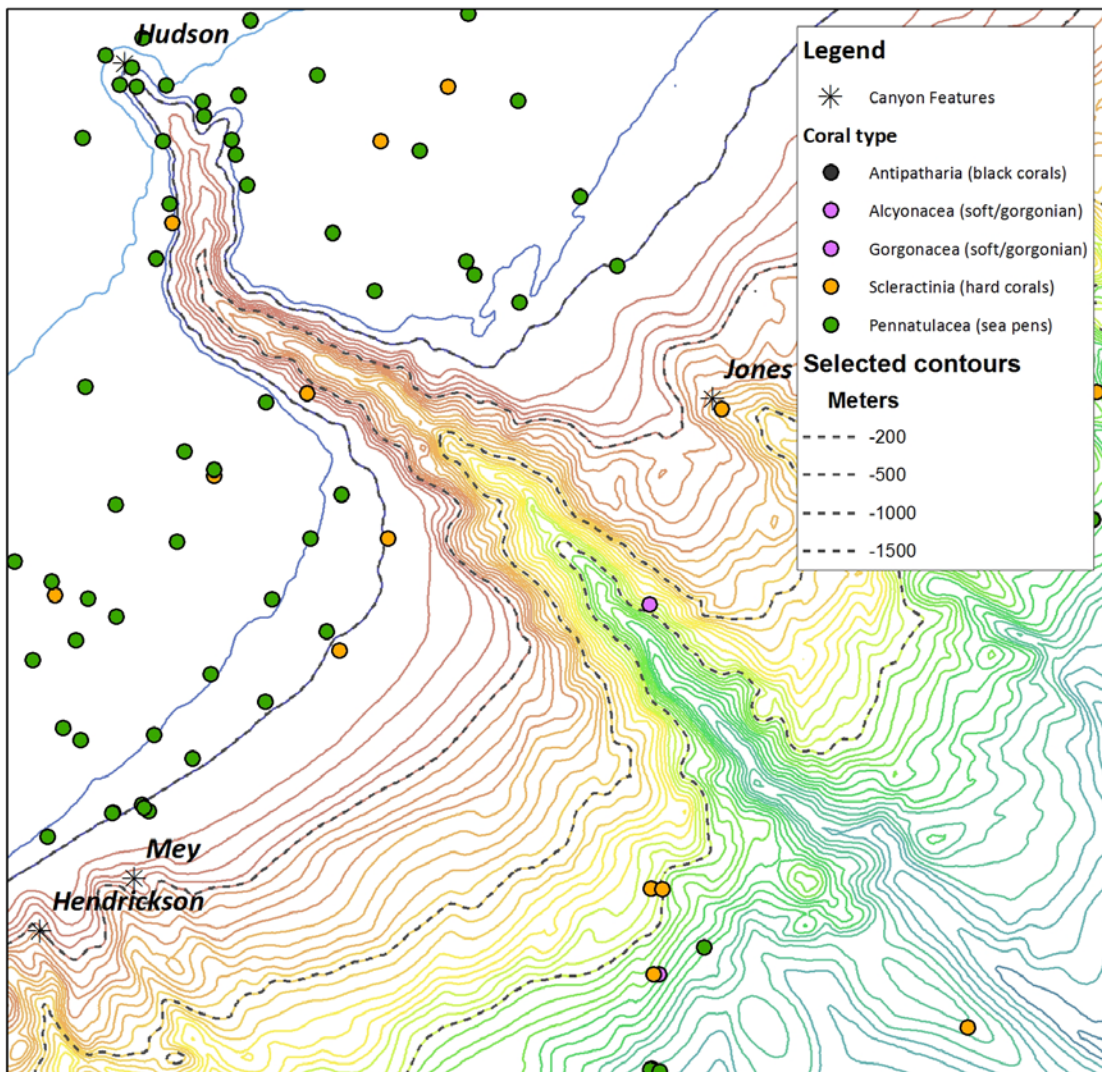 Hudson
Legend
Canyon Features
Coral type
Antipatharia (black corals)
Alcyonacea (soft/gorgonian)
Gorgonacea (soft/gorgonian)
Scleractinia (hard corals)
Pennatulacea (sea pens)
Selected contours
Meters
-200
-500
-1000
-1500
Jones
Mey
Hendrickson